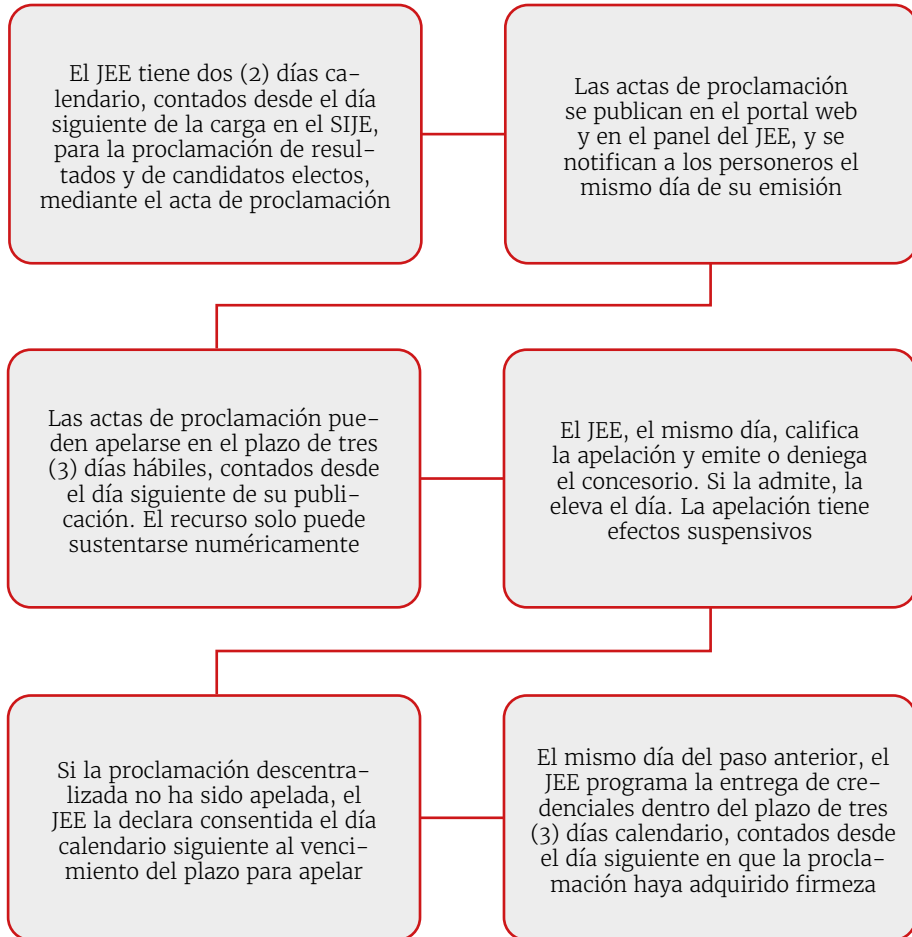 El JEE tiene dos (2) días ca-
lendario, contados desde el día
siguiente de la carga en el SIJE,
para la proclamación de resul-
tados y de candidatos electos,
mediante el acta de proclamación
Las actas de proclamación
se publican en el portal web
y en el panel del JEE, y se
notifican a los personeros el
mismo día de su emisión
Las actas de proclamación pue-
den apelarse en el plazo de tres
(3) días hábiles, contados desde
el día siguiente de su publi-
cación. El recurso solo puede
sustentarse numéricamente
El JEE, el mismo día, califica
la apelación y emite o deniega
el concesorio. Si la admite, la
eleva el día. La apelación tiene
efectos suspensivos
Si la proclamación descentra-
lizada no ha sido apelada, el
JEE la declara consentida el día
calendario siguiente al venci-
miento del plazo para apelar
El mismo día del paso anterior, el
JEE programa la entrega de cre-
denciales dentro del plazo de tres
(3) días calendario, contados desde
el día siguiente en que la procla-
mación haya adquirido firmeza